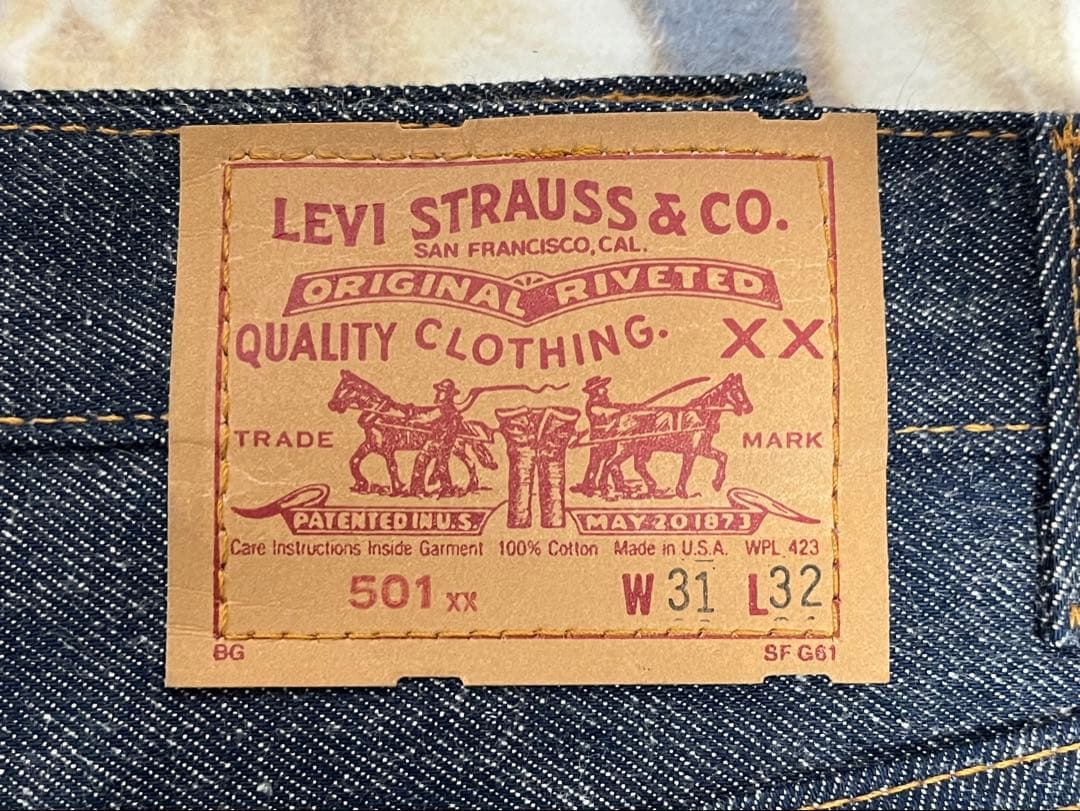 LEVI STRAUSS & CO.
SAN FRANCISCO, CAL.
ORIGINAL RIVETED
QUALITY CLOTHING. XX
TRADE MARK
PATENTED IN U.S. MAY 20 1873
Care Instructions Inside Garment 100% Cotton Made in U.S.A. WPL 423
501 XX W 31 L 32
BG SF G61